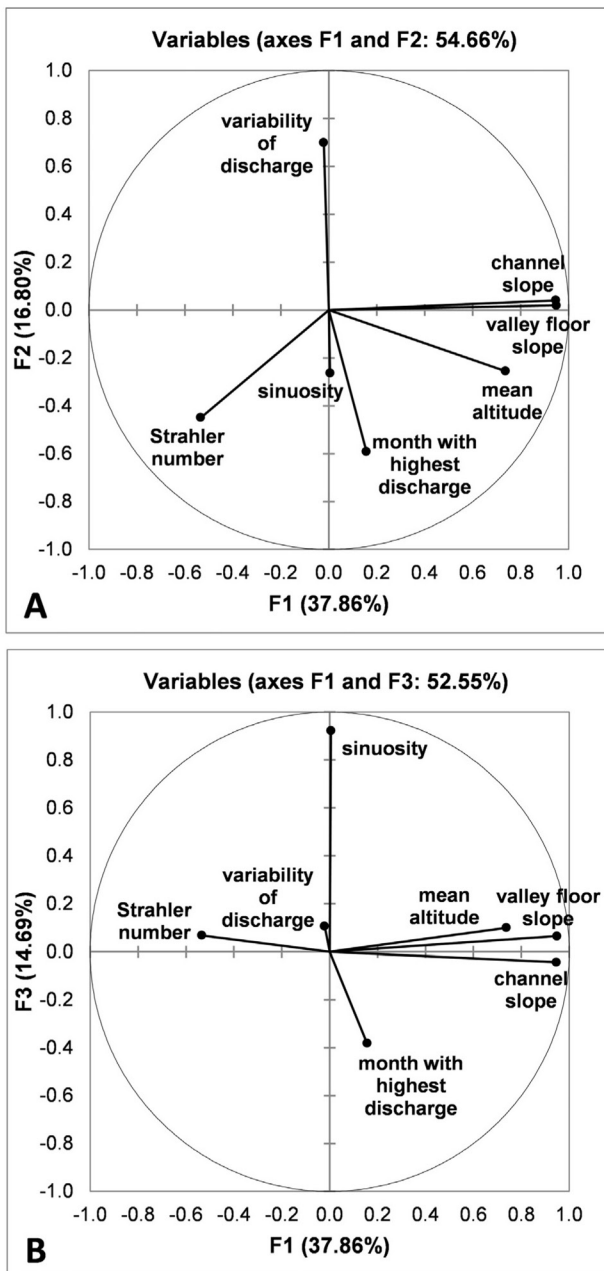 Variables (axes F1 and F2: 54.66%)
1.0
0.8
variability
of
discharge
0.6
0.4
0.2
channel
slope
0.0
valley floor
slope
-0.2
sinuosity
mean
altitude
-0.4
Strahler
number
month with
highest
discharge
-0.6
-0.8
-1.0
F2 (16.80%)
-1.0 -0.8 -0.6 -0.4 -0.2 0.0 0.2 0.4 0.6 0.8 1.0
F1 (37.86%)
A
Variables (axes F1 and F3: 52.55%)
1.0
sinuosity
0.8
0.6
0.4
variability
of
discharge
mean
altitude
valley floor
slope
0.2
Strahler
number
0.0
channel
slope
-0.2
-0.4
month with
highest
discharge
-0.6
-0.8
-1.0
F3 (14.69%)
-1.0 -0.8 -0.6 -0.4 -0.2 0.0 0.2 0.4 0.6 0.8 1.0
F1 (37.86%)
B